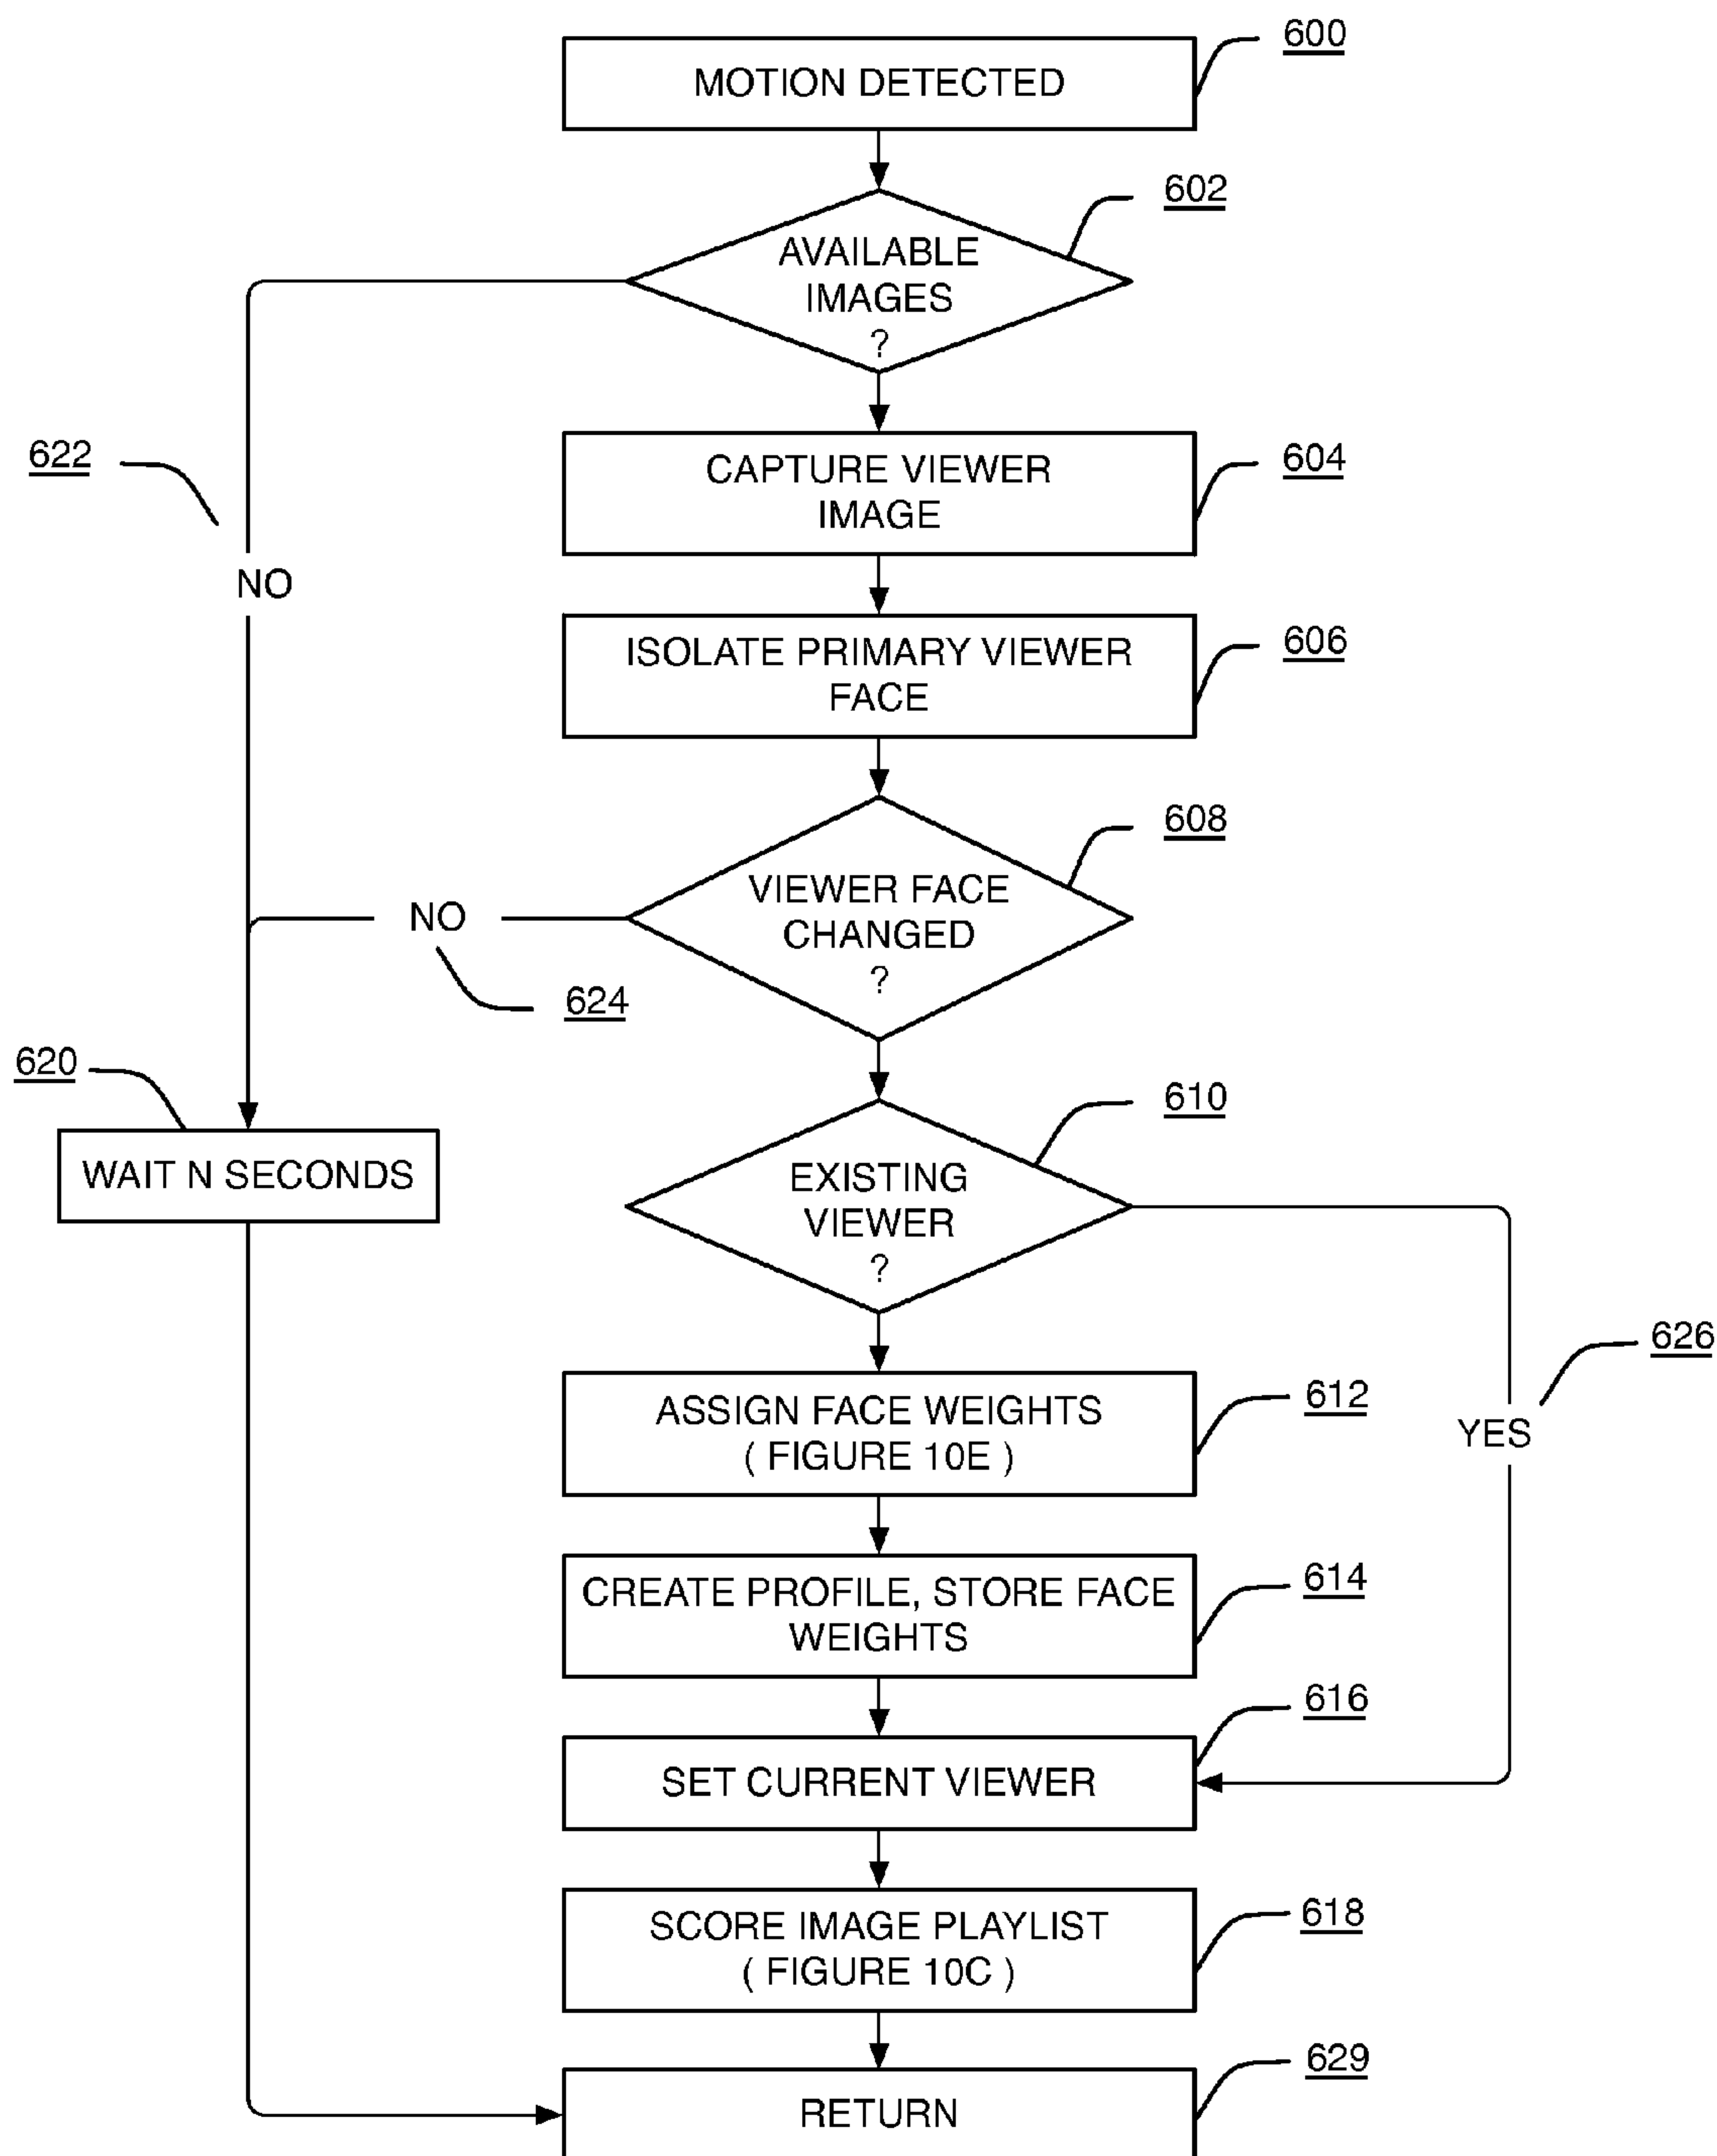 600
MOTION DETECTED
602
AVAILABLE
IMAGES
?
622
NO
604
CAPTURE VIEWER
IMAGE
606
ISOLATE PRIMARY VIEWER
FACE
608
VIEWER FACE
CHANGED
?
NO
624
620
WAIT N SECONDS
610
EXISTING
VIEWER
?
626
YES
612
ASSIGN FACE WEIGHTS
( FIGURE 10E )
614
CREATE PROFILE, STORE FACE
WEIGHTS
616
SET CURRENT VIEWER
618
SCORE IMAGE PLAYLIST
( FIGURE 10C )
629
RETURN